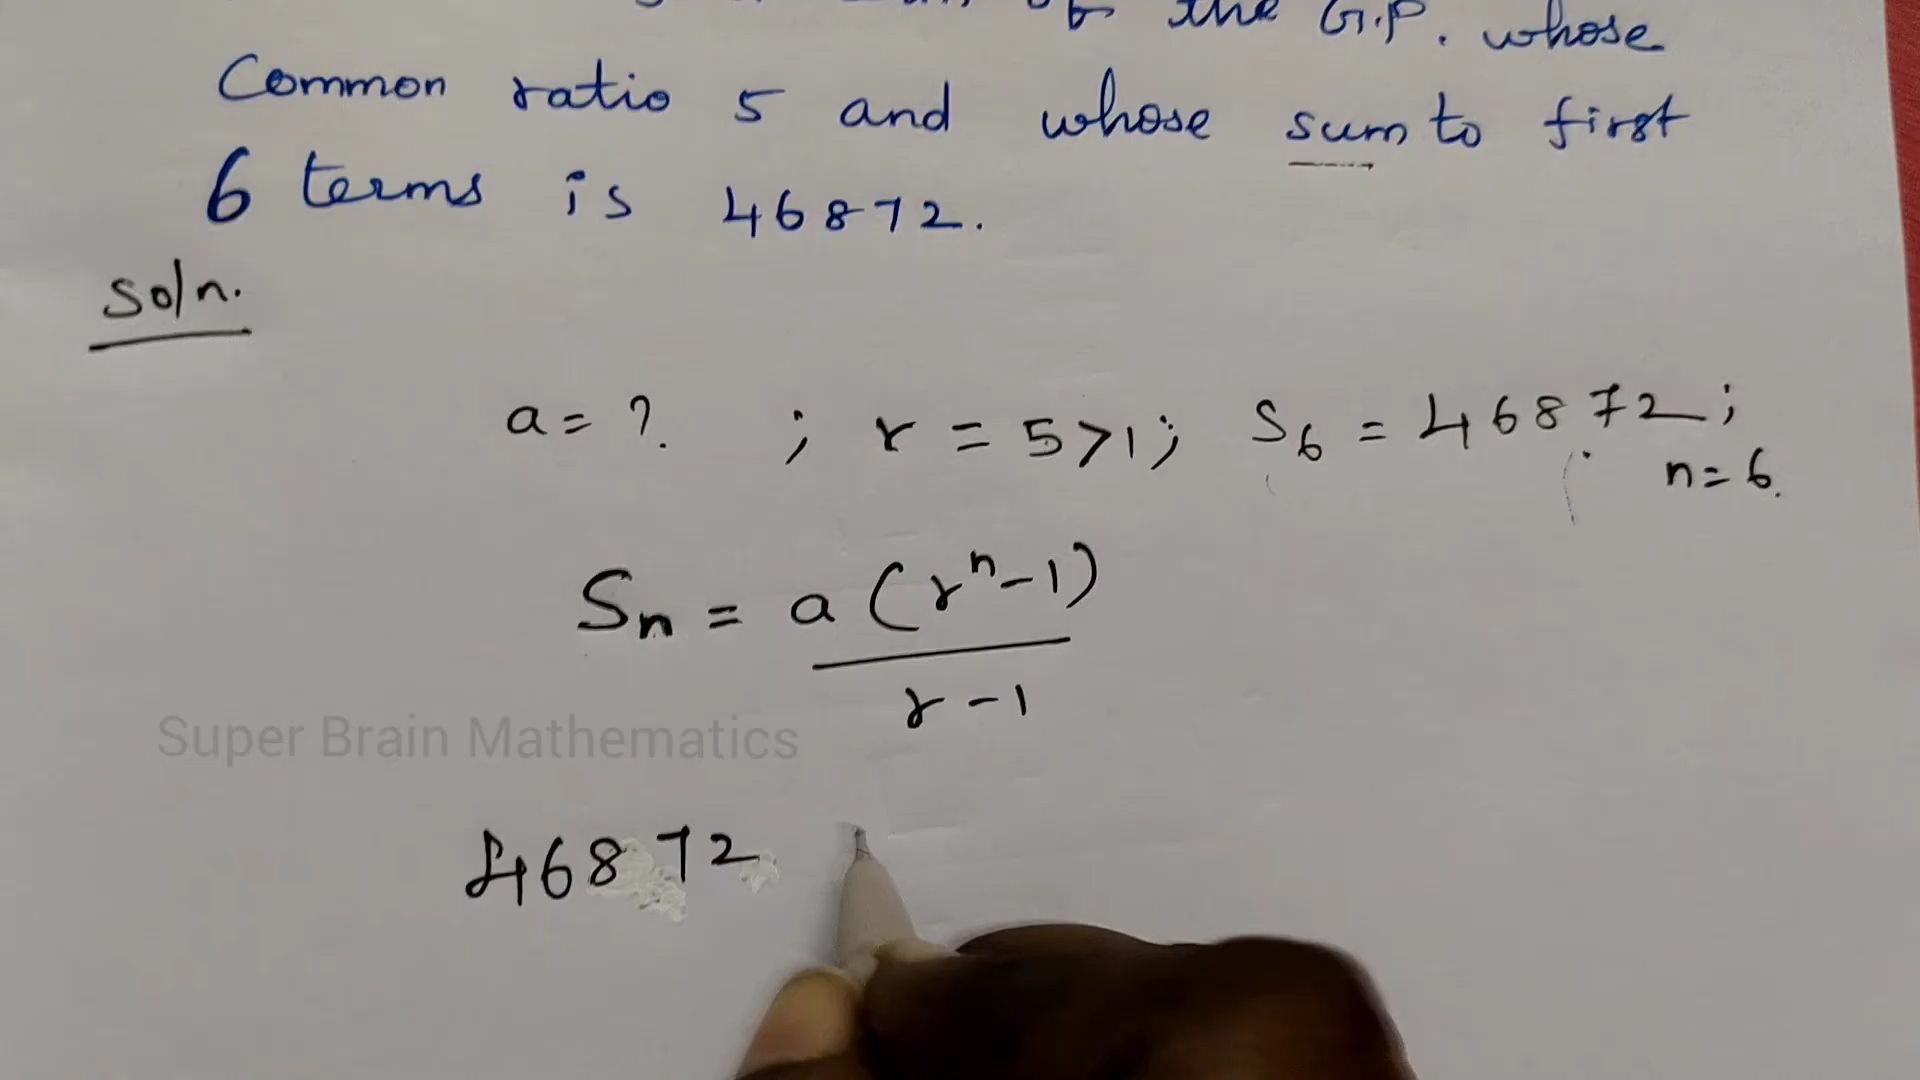 the G.P. whose
Common ratio 5 and whose sum to first
6 terms is 46872.
Soln.
a = ? ; r = 5 > 1 ; S6 = 46872 ;
n = 6.
Sn = a (r^n - 1)
r - 1
Super Brain Mathematics
46872